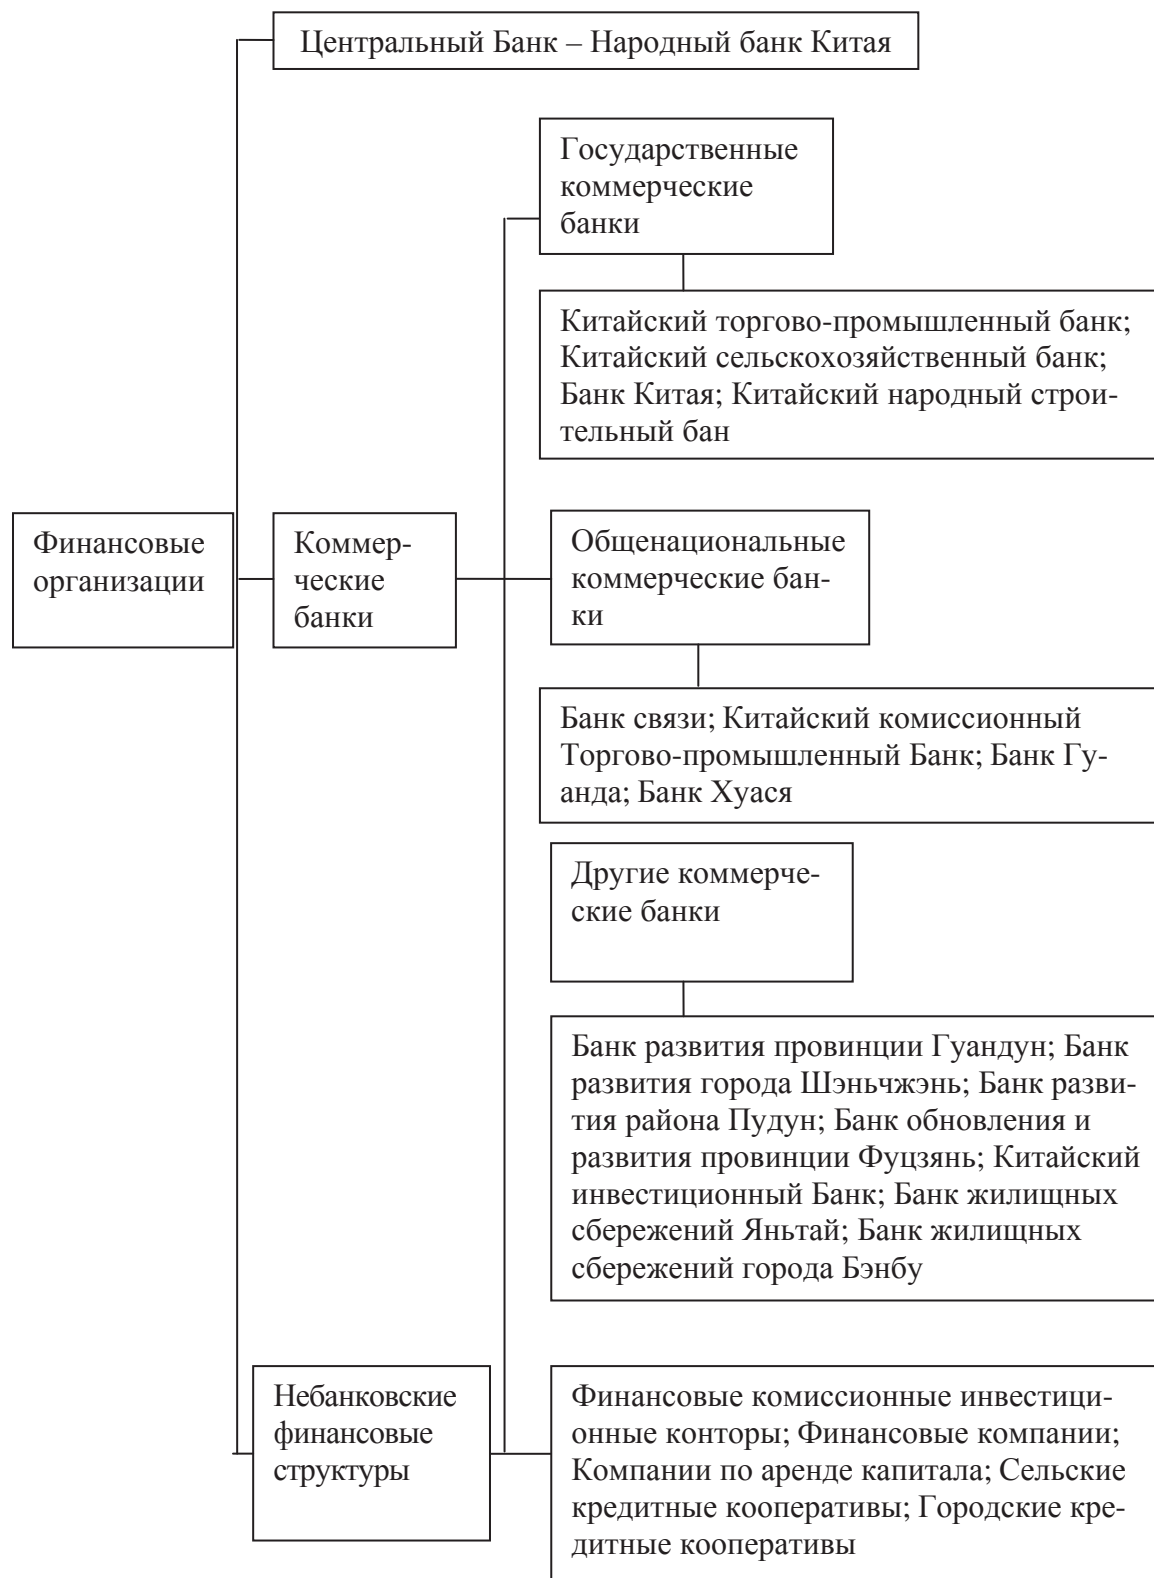 Центральный Банк – Народный банк Китая
Государственные
коммерческие
банки
Китайский торгово-промышленный банк;
Китайский сельскохозяйственный банк;
Банк Китая; Китайский народный строи-
тельный бан
Финансовые
организации
Коммер-
ческие
банки
Общенациональные
коммерческие бан-
ки
Банк связи; Китайский комиссионный
Торгово-промышленный Банк; Банк Гу-
анда; Банк Хуася
Другие коммерче-
ские банки
Банк развития провинции Гуандун; Банк
развития города Шэньчжэнь; Банк разви-
тия района Пудун; Банк обновления и
развития провинции Фуцзянь; Китайский
инвестиционный Банк; Банк жилищных
сбережений Яньтай; Банк жилищных
сбережений города Бэнбу
Небанковские
финансовые
структуры
Финансовые комиссионные инвестици-
онные конторы; Финансовые компании;
Компании по аренде капитала; Сельские
кредитные кооперативы; Городские кре-
дитные кооперативы